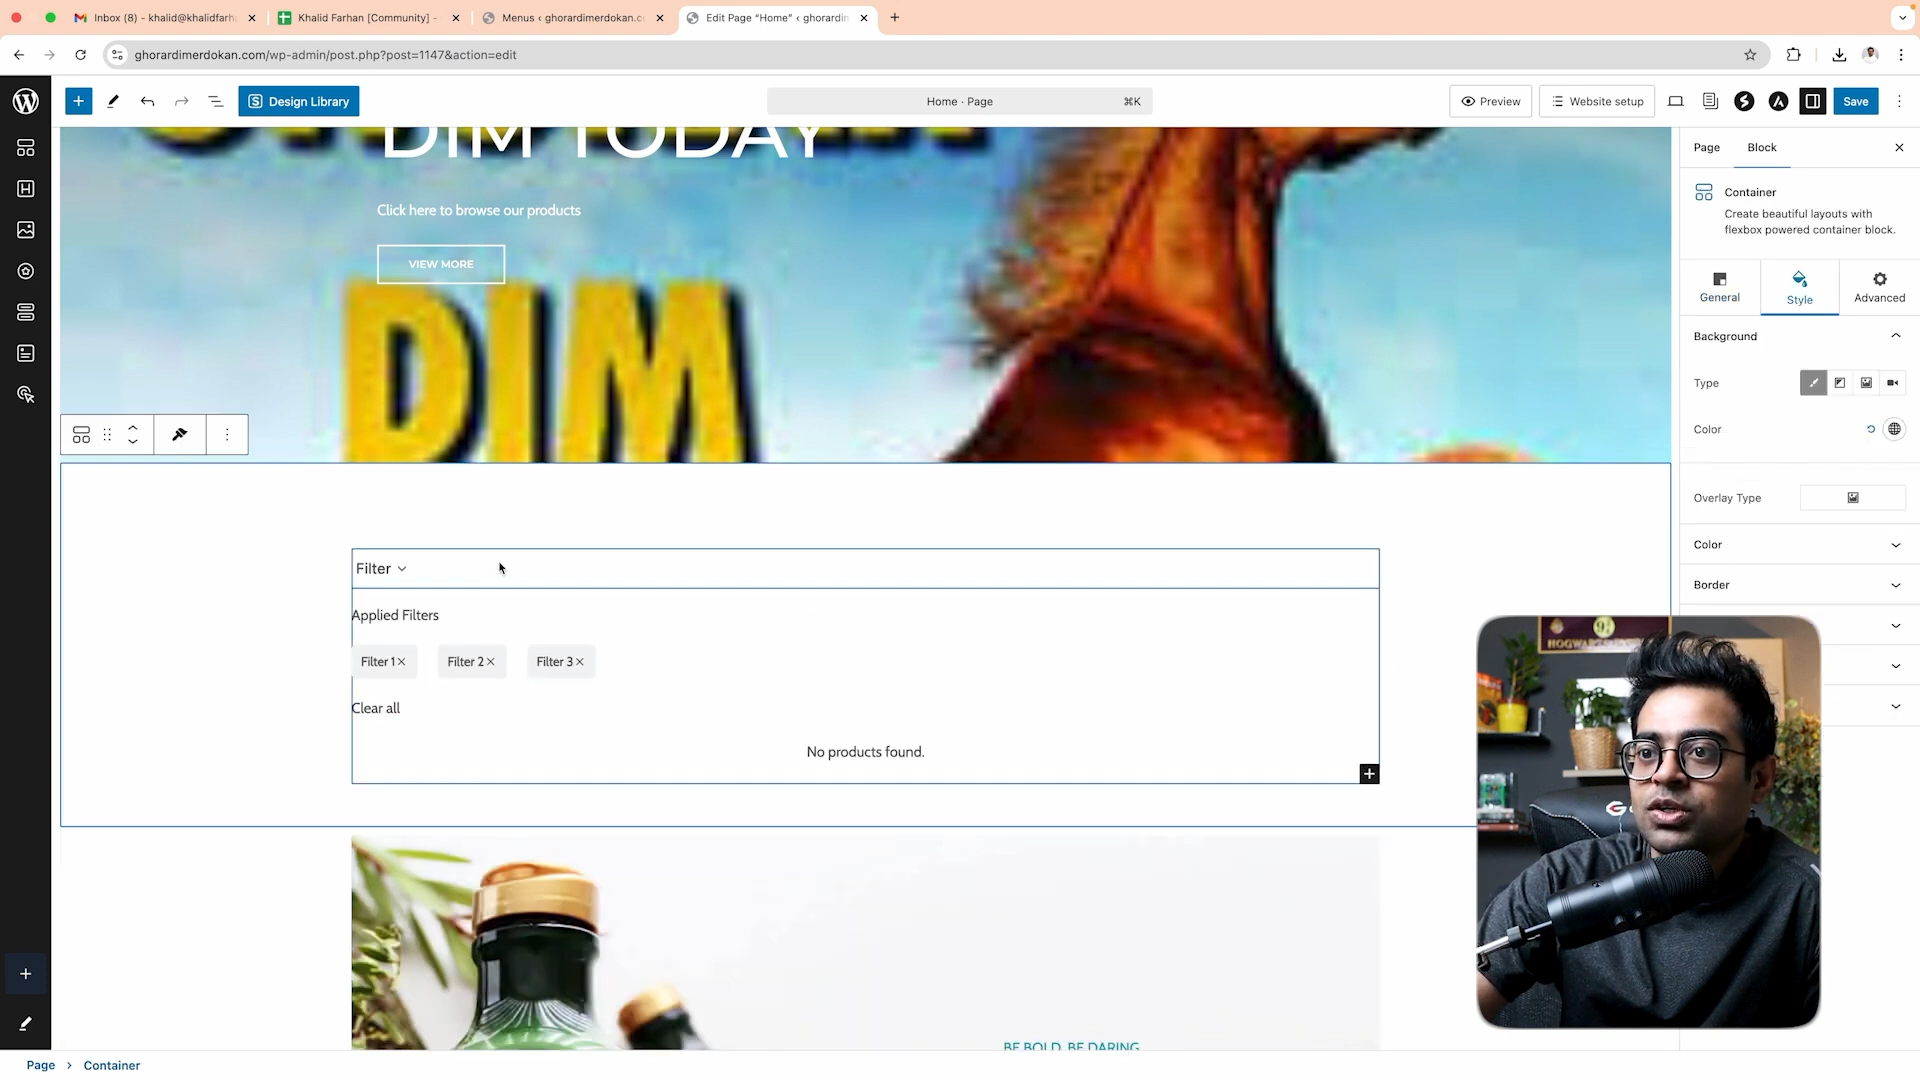 Inbox (8) - khalid@khalidfarh
Khalid Farhan [Community] -
Menus ‹ ghorardimerdokan.c
Edit Page "Home" ‹ ghorardim
ghorardimerdokan.com/wp-admin/post.php?post=1147&action=edit
Design Library
Home · Page
⌘K
Preview
Website setup
Save
DIM TODAY
Click here to browse our products
VIEW MORE
DIM
Filter
Applied Filters
Filter 1×
Filter 2×
Filter 3×
Clear all
No products found.
BE BOLD, BE DARING
Page
Block
Container
Create beautiful layouts with
flexbox powered container block.
General
Style
Advanced
Background
Type
Color
Overlay Type
Color
Border
9¾
Page › Container